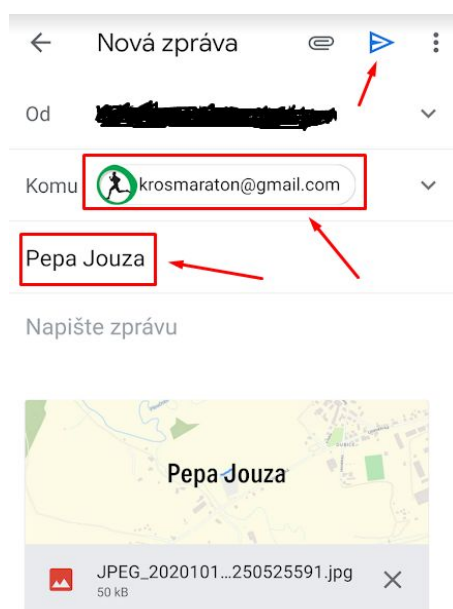 Nová zpráva
Od
Komu krosmaraton@gmail.com
Pepa Jouza
Napište zprávu
Pepa Jouza
JPEG_2020101...250525591.jpg
50 kB